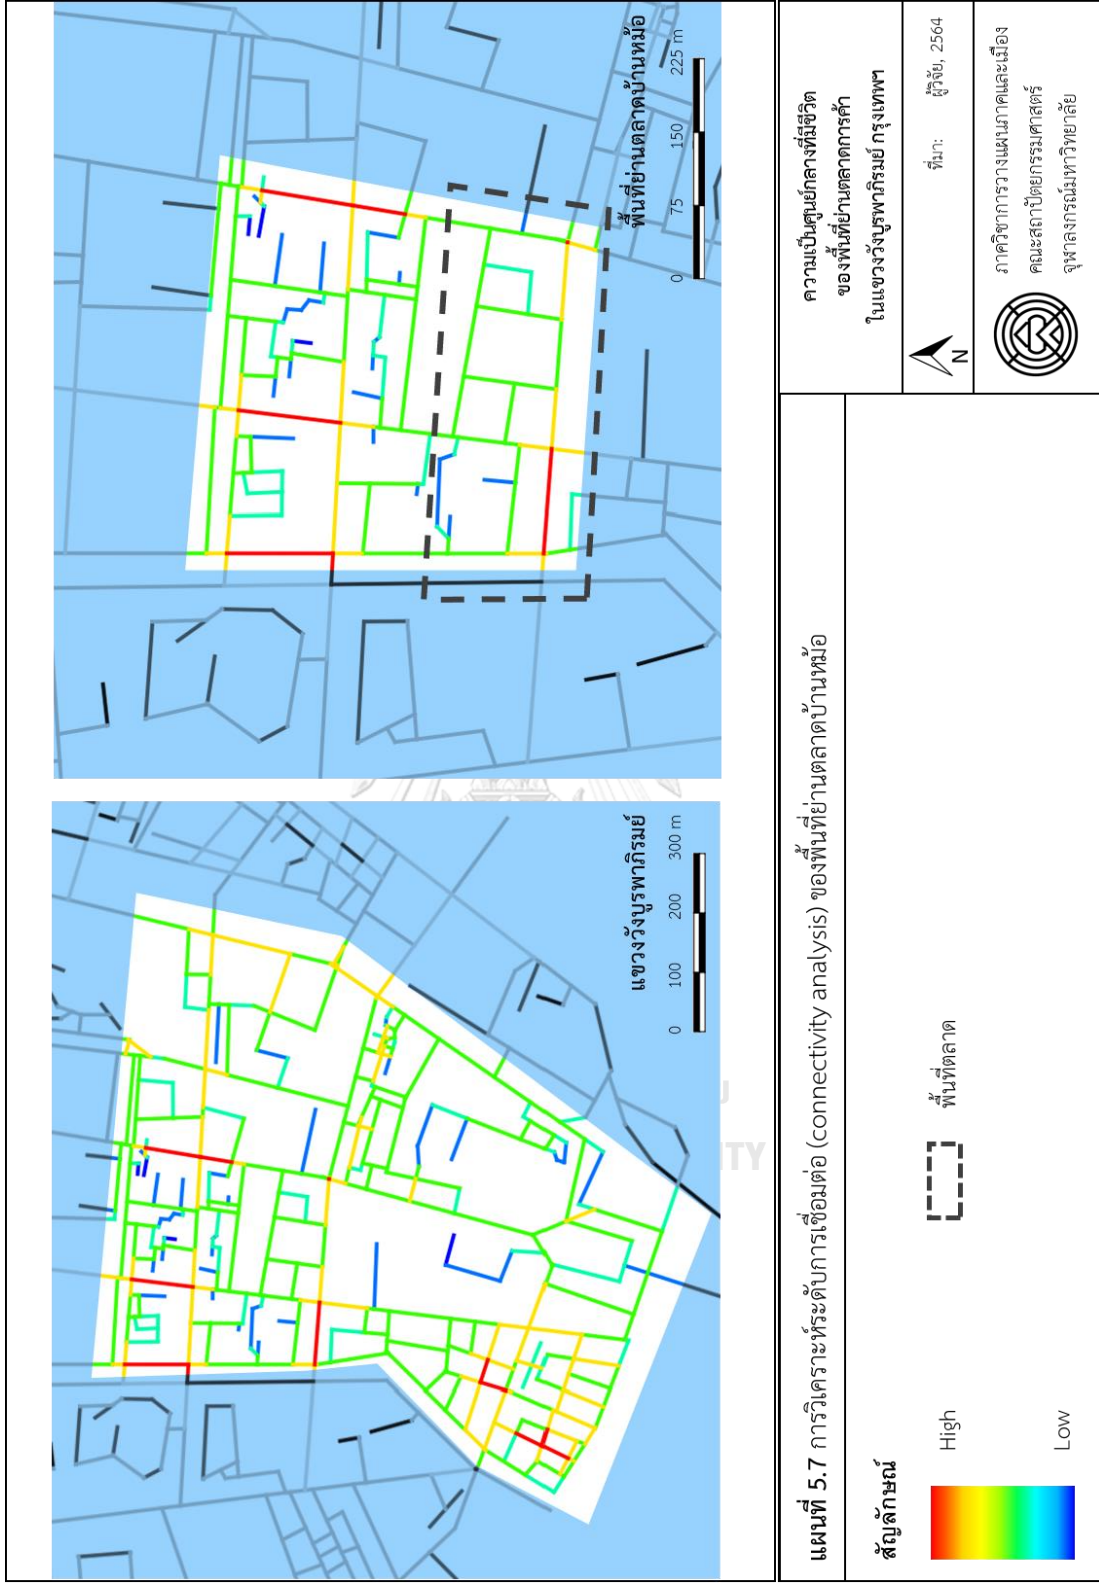 แขวงวังบูรพาภิรมย์
0 100 200 300 m
พื้นที่ย่านตลาดบ้านหม้อ
0 75 150 225 m
แผนที่ 5.7 การวิเคราะห์ระดับการเชื่อมต่อ (connectivity analysis) ของพื้นที่ย่านตลาดบ้านหม้อ
สัญลักษณ์
High
Low
พื้นที่ตลาด
ความเป็นศูนย์กลางที่มีชีวิต
ของพื้นที่ย่านตลาดการค้า
ในแขวงวังบูรพาภิรมย์ กรุงเทพฯ
N
ที่มา: ผู้วิจัย, 2564
ภาควิชาการวางแผนภาคและเมือง
คณะสถาปัตยกรรมศาสตร์
จุฬาลงกรณ์มหาวิทยาลัย